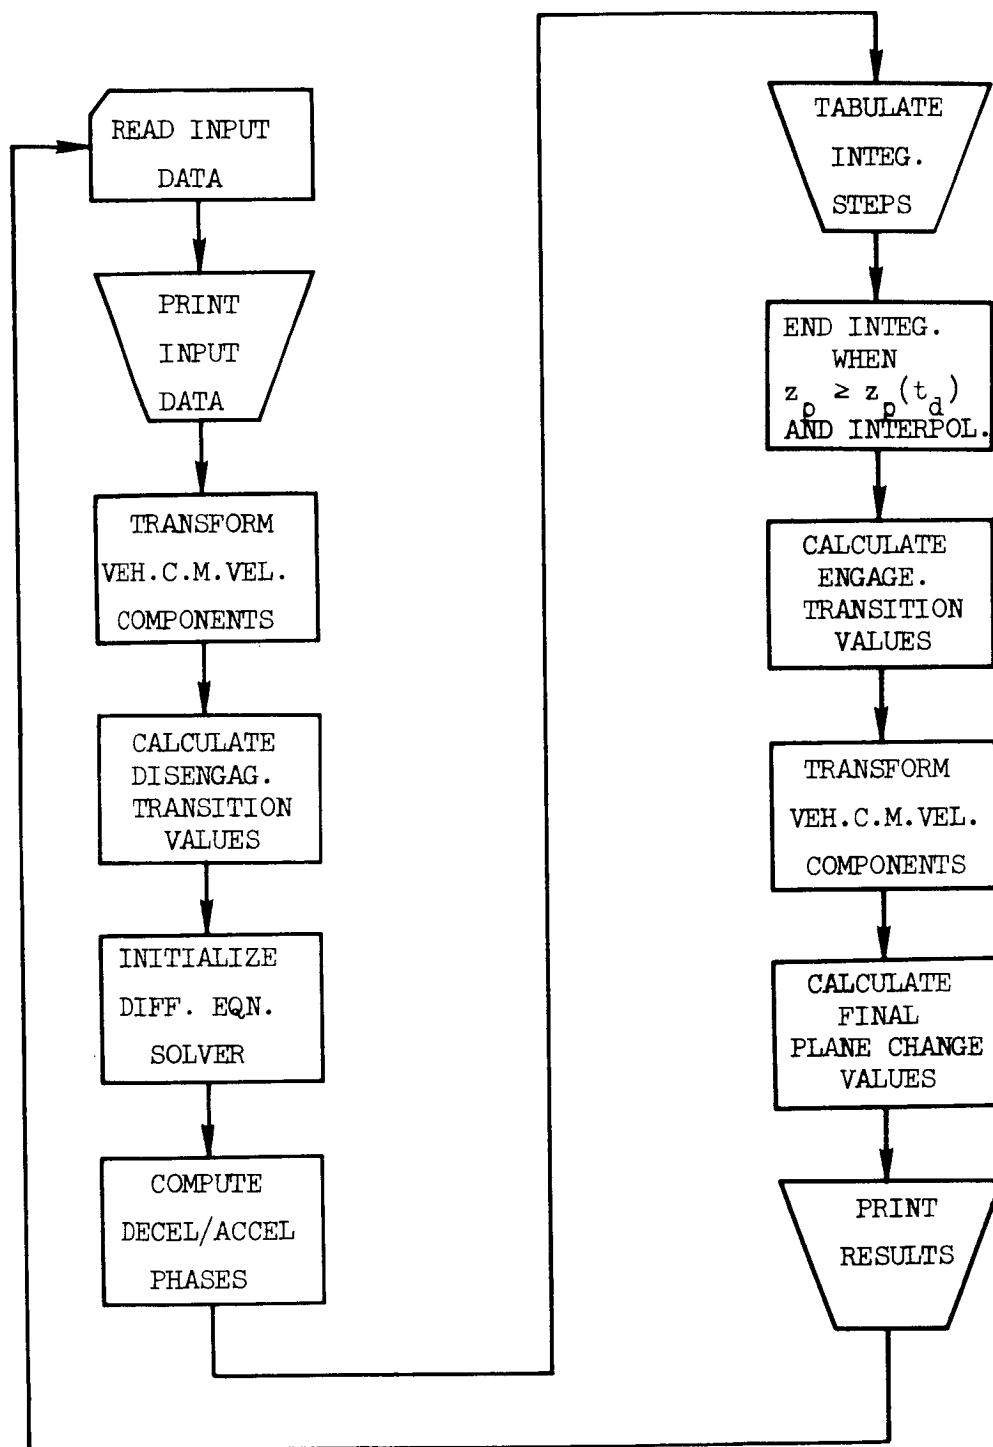 READ INPUT
DATA
PRINT
INPUT
DATA
TRANSFORM
VEH.C.M.VEL.
COMPONENTS
CALCULATE
DISENGAG.
TRANSITION
VALUES
INITIALIZE
DIFF. EQN.
SOLVER
COMPUTE
DECEL/ACCEL
PHASES
TABULATE
INTEG.
STEPS
END INTEG.
WHEN
z_p ≥ z_p(t_d)
AND INTERPOL.
CALCULATE
ENGAGE.
TRANSITION
VALUES
TRANSFORM
VEH.C.M.VEL.
COMPONENTS
CALCULATE
FINAL
PLANE CHANGE
VALUES
PRINT
RESULTS